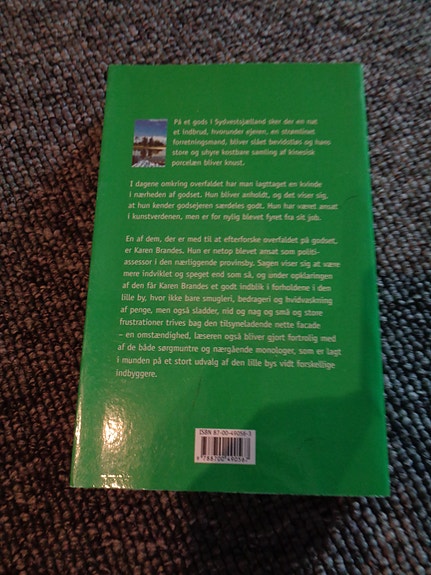 På et gods i Sydvestsjælland sker der en nat
et indbrud, hvorunder ejeren, en strømlinet
forretningsmand, bliver slået bevidstløs og hans
store og uhyre kostbare samling af kinesisk
porcelæn bliver knust.
I dagene omkring overfaldet har man iagttaget en kvinde
i nærheden af godset. Hun bliver anholdt, og det viser sig,
at hun kender godsejeren særdeles godt. Hun har været ansat
i kunstverdenen, men er for nylig blevet fyret fra sit job.
En af dem, der er med til at efterforske overfaldet på godset,
er Karen Brandes. Hun er netop blevet ansat som politi-
assessor i den nærliggende provinsby. Sagen viser sig at være
mere indviklet og speget end som så, og under opklaringen
af den får Karen Brandes et godt indblik i forholdene i den
lille by, hvor ikke bare smugleri, bedrageri og hvidvaskning
af penge, men også sladder, nid og nag og små og store
frustrationer trives bag den tilsyneladende nette facade
– en omstændighed, læseren også bliver gjort fortrolig med
af de både sørgmuntre og nærgående monologer, som er lagt
i munden på et stort udvalg af den lille bys vidt forskellige
indbyggere.
ISBN 87-00-49056-3